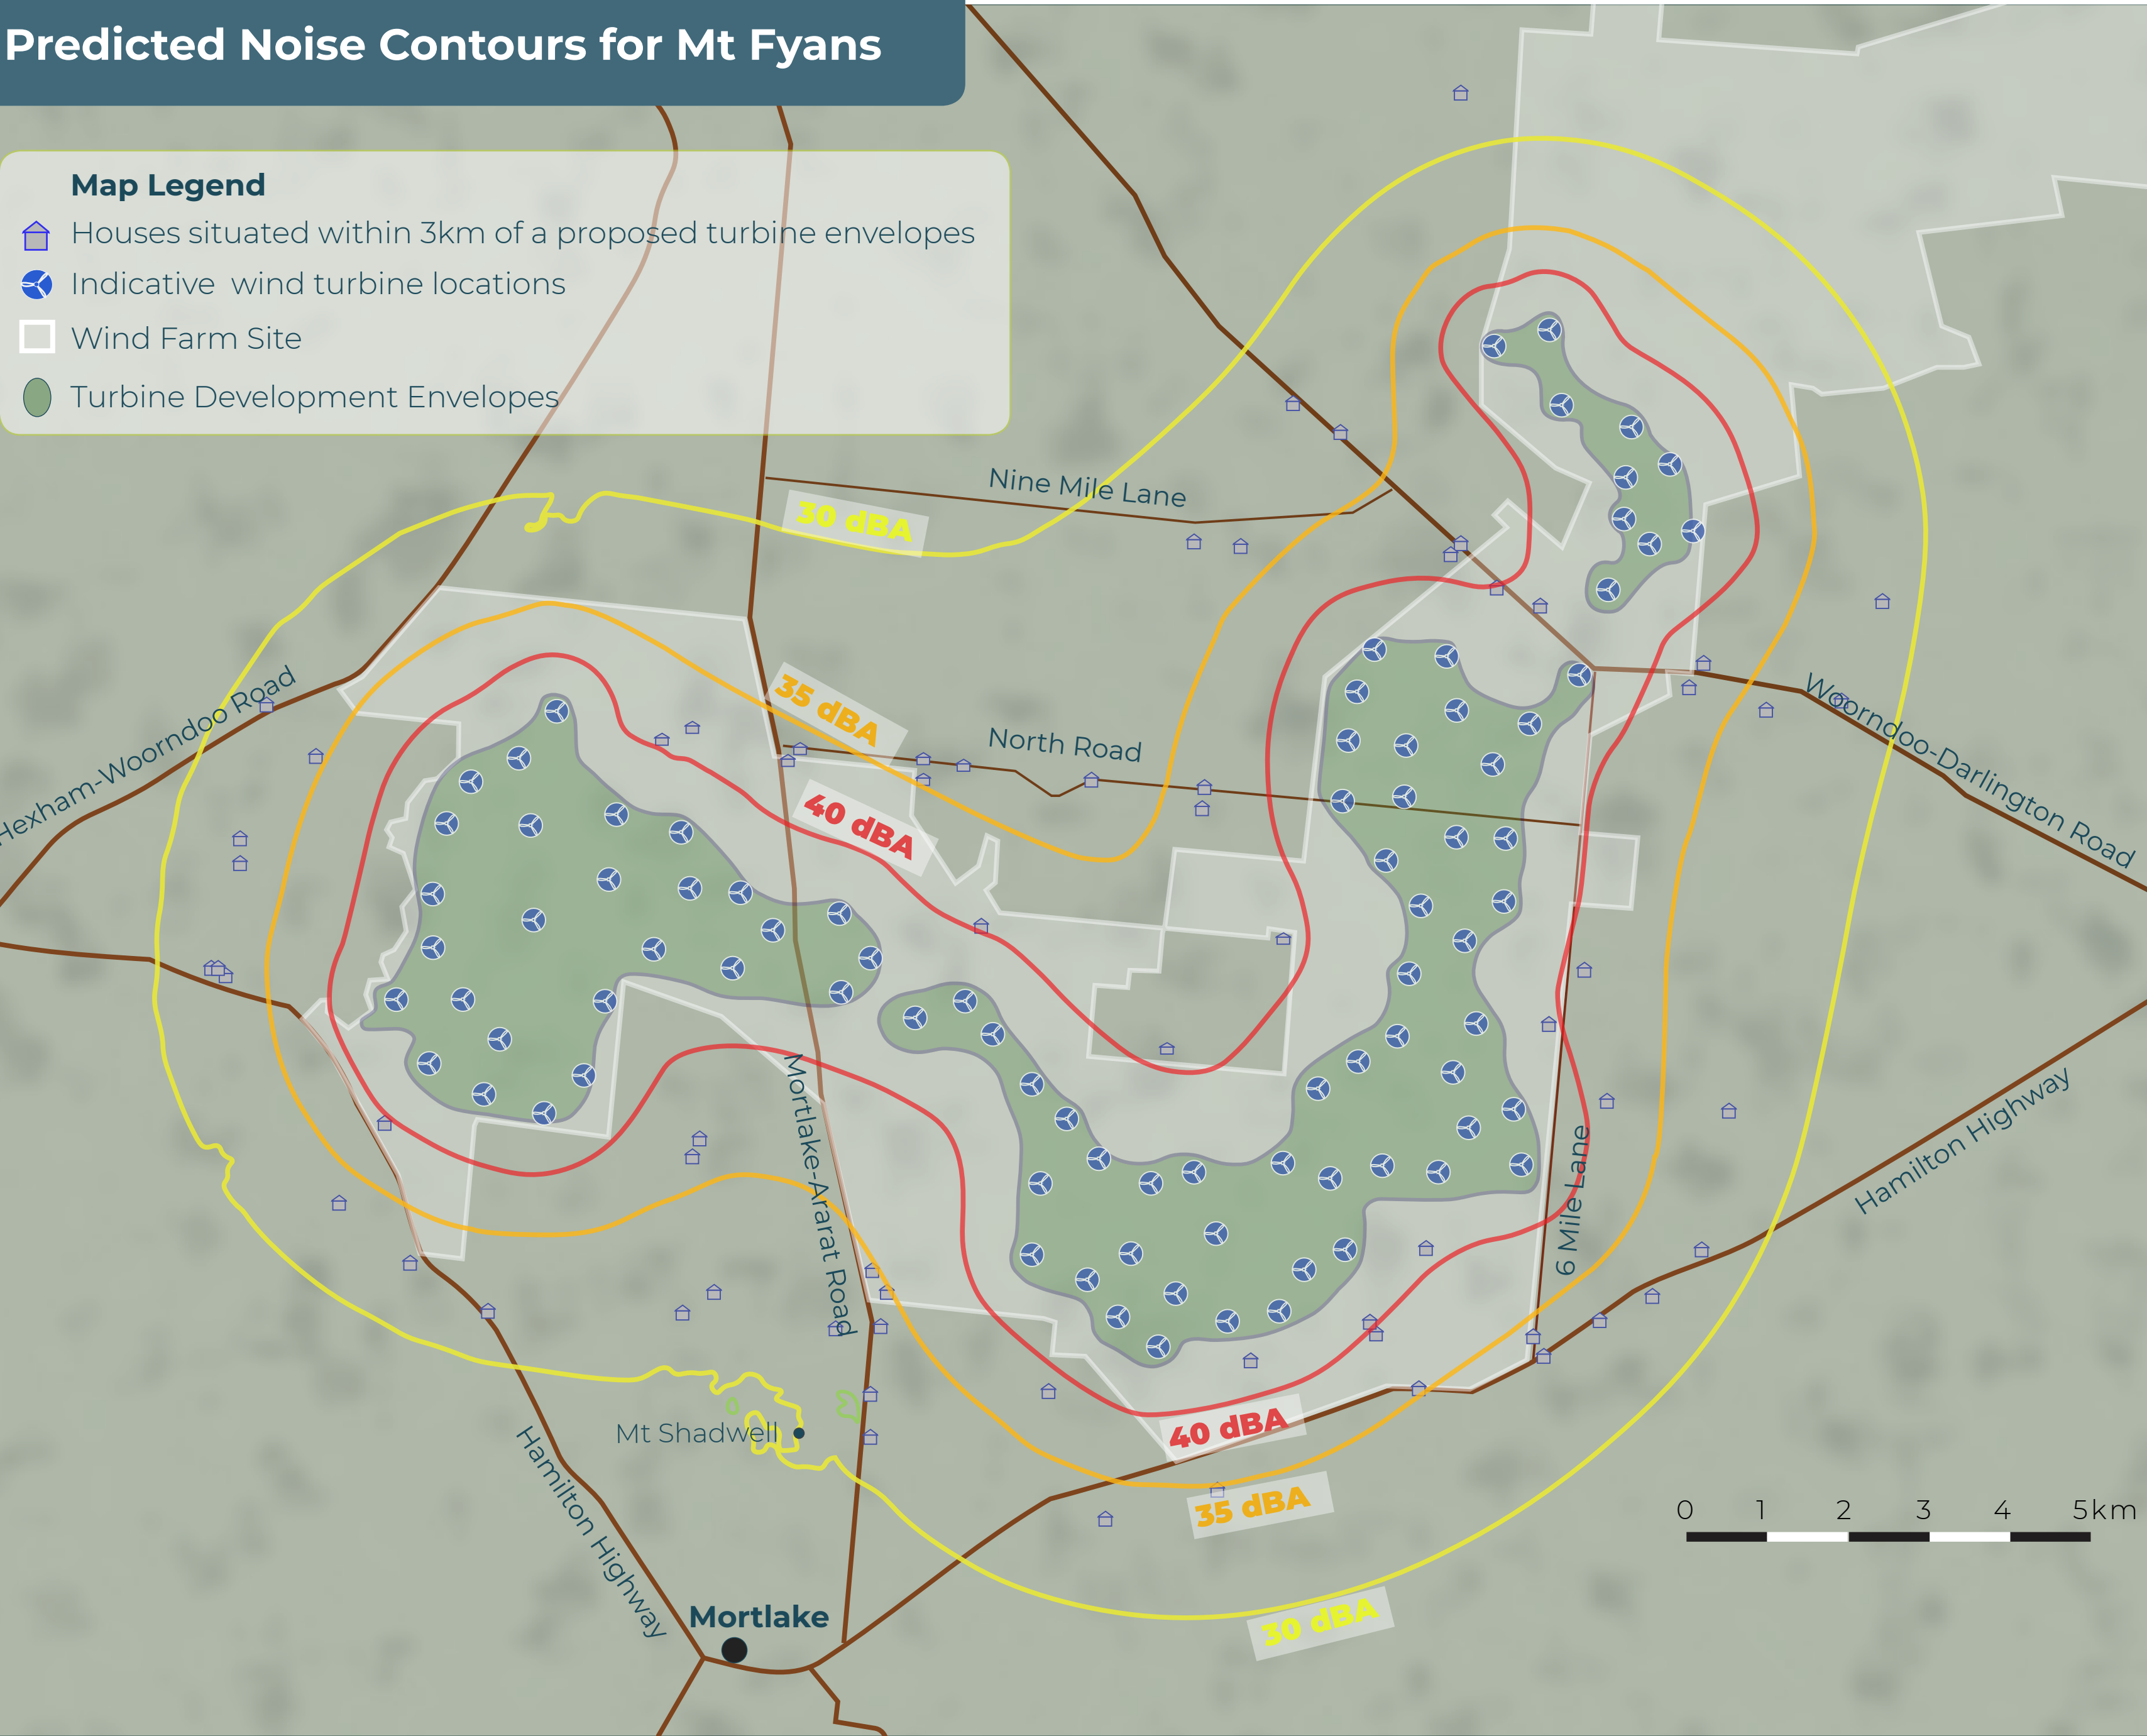 Predicted Noise Contours for Mt Fyans
Map Legend
Houses situated within 3km of a proposed turbine envelopes
Indicative wind turbine locations
Wind Farm Site
Turbine Development Envelopes
Nine Mile Lane
30 dBA
Hexham-Woorndoo Road
35 dBA
North Road
Woorndoo-Darlington Road
40 dBA
Mortlake-Ararat Road
6 Mile Lane
Hamilton Highway
40 dBA
Mt Shadwell
Hamilton Highway
35 dBA
0 1 2 3 4 5km
Mortlake
30 dBA